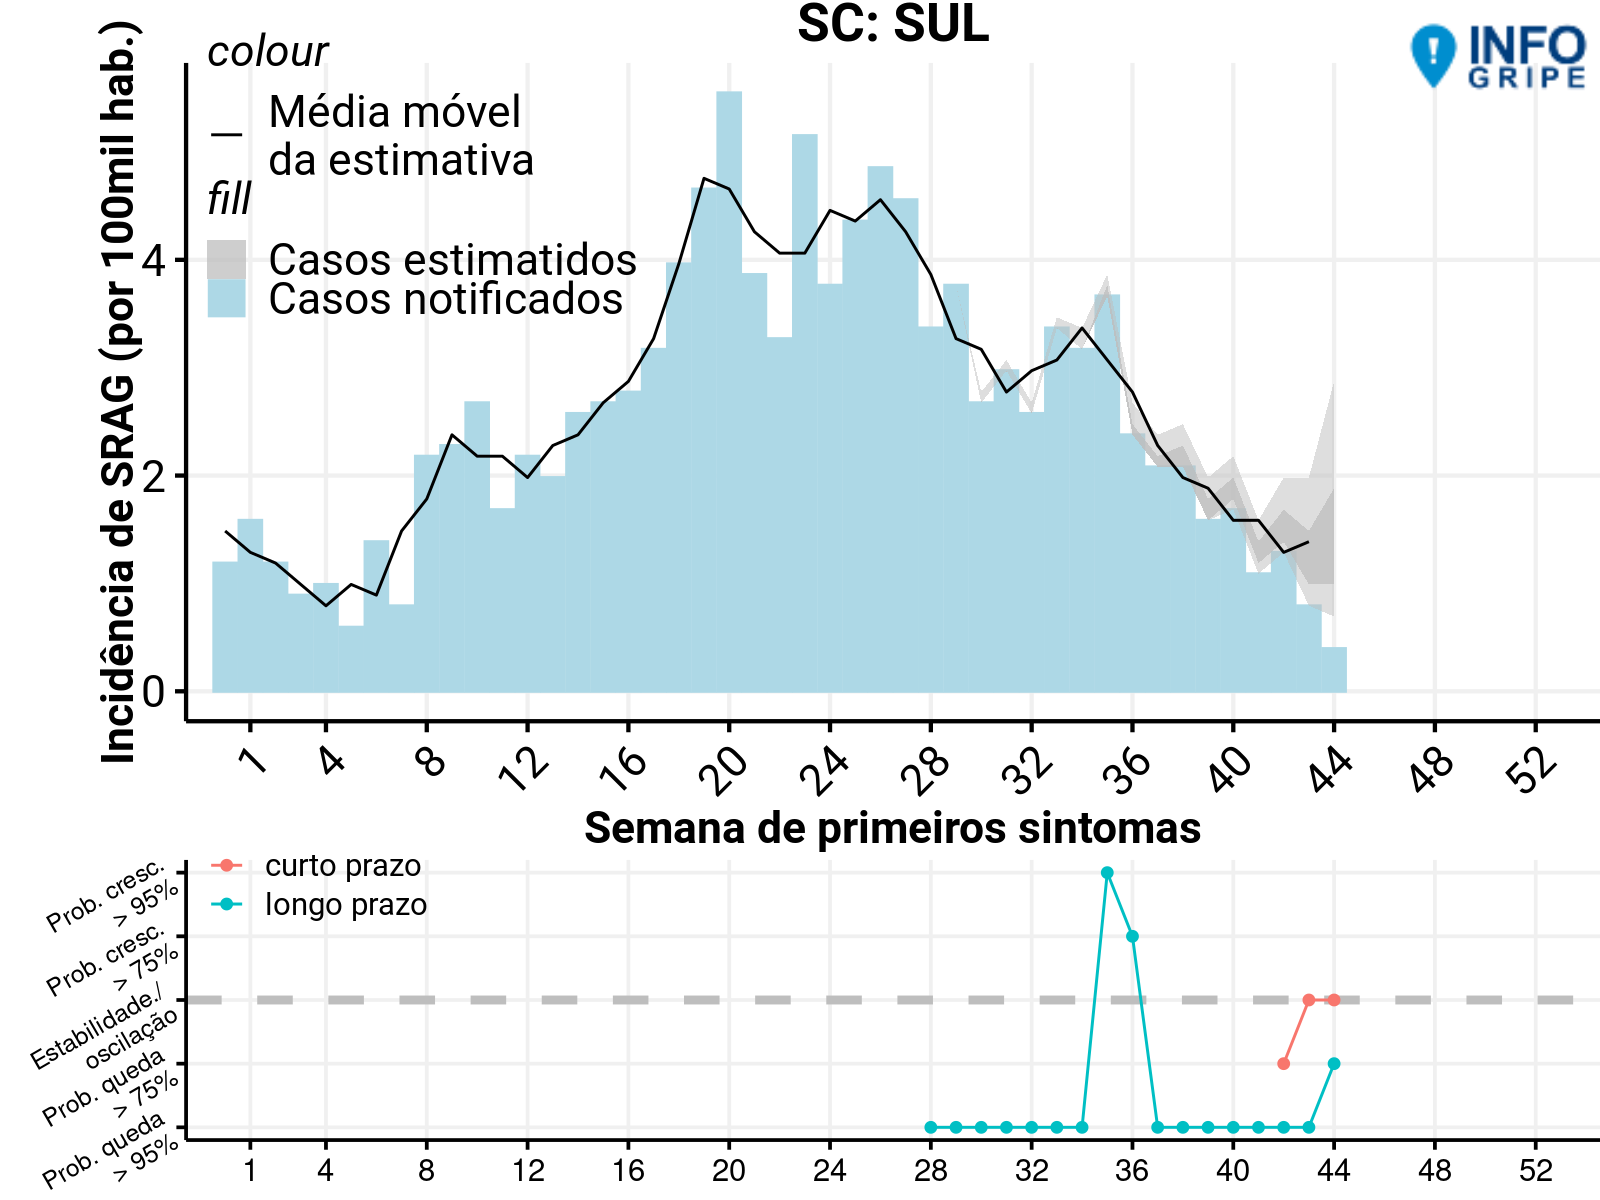 SC: SUL
INFO
GRIPE
Incidência de SRAG (por 100mil hab.)
colour
Média móvel
da estimativa
fill
Casos estimatidos
Casos notificados
4
2
0
1 4 8 12 16 20 24 28 32 36 40 44 48 52
Semana de primeiros sintomas
curto prazo
longo prazo
Prob. cresc.
> 95%
Prob. cresc.
> 75%
Estabilidade./
oscilação
Prob. queda
> 75%
Prob. queda
> 95%
1 4 8 12 16 20 24 28 32 36 40 44 48 52